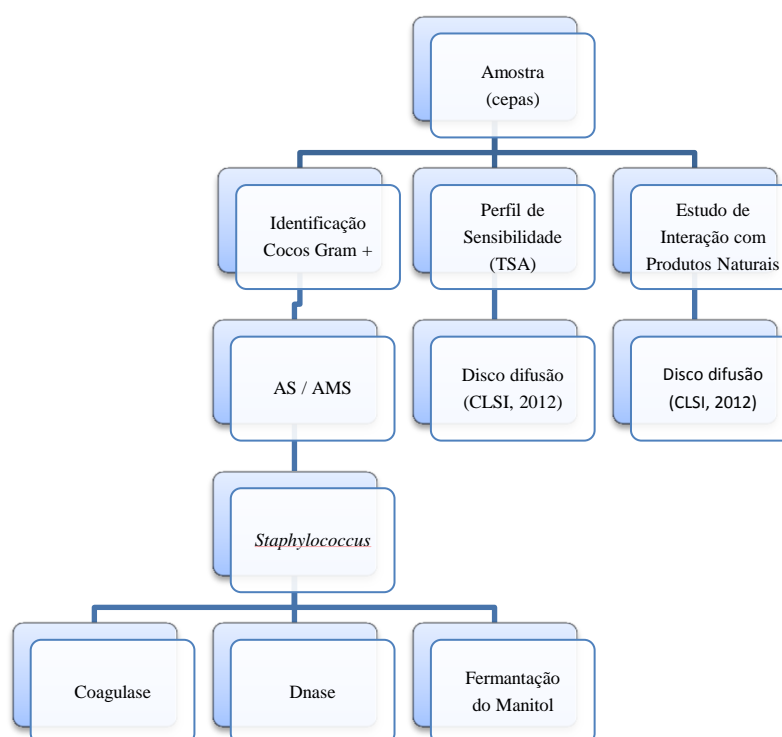 Amostra
(cepas)
Identificação
Cocos Gram +
Perfil de
Sensibilidade
(TSA)
Estudo de
Interação com
Produtos Naturais
AS / AMS
Disco difusão
(CLSI, 2012)
Disco difusão
(CLSI, 2012)
Staphylococcus
Coagulase
Dnase
Fermantação
do Manitol